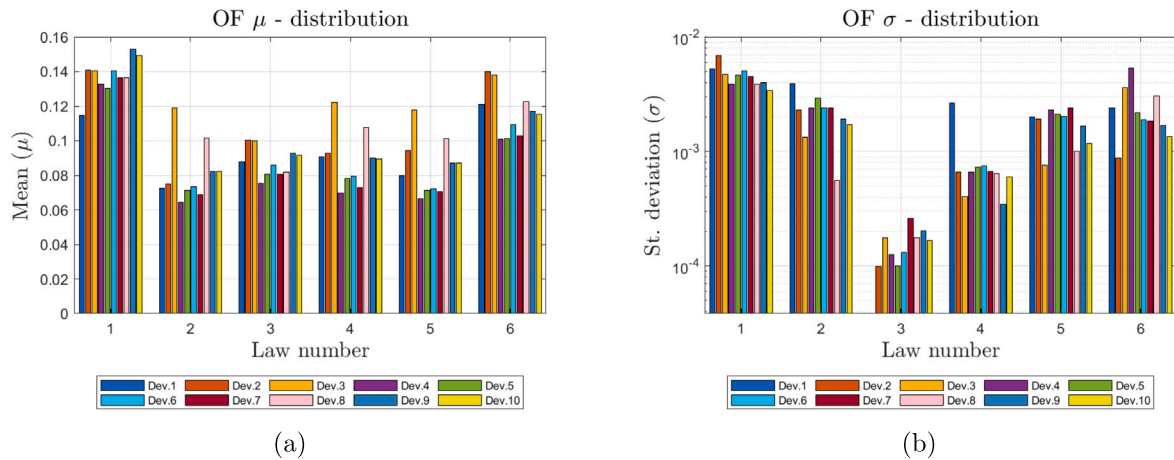 OF μ - distribution
Mean (μ)
0.16
0.14
0.12
0.1
0.08
0.06
0.04
0.02
0
1 2 3 4 5 6
Law number
Dev.1 Dev.2 Dev.3 Dev.4 Dev.5
Dev.6 Dev.7 Dev.8 Dev.9 Dev.10
(a)
OF σ - distribution
St. deviation (σ)
10⁻²
10⁻³
10⁻⁴
1 2 3 4 5 6
Law number
Dev.1 Dev.2 Dev.3 Dev.4 Dev.5
Dev.6 Dev.7 Dev.8 Dev.9 Dev.10
(b)